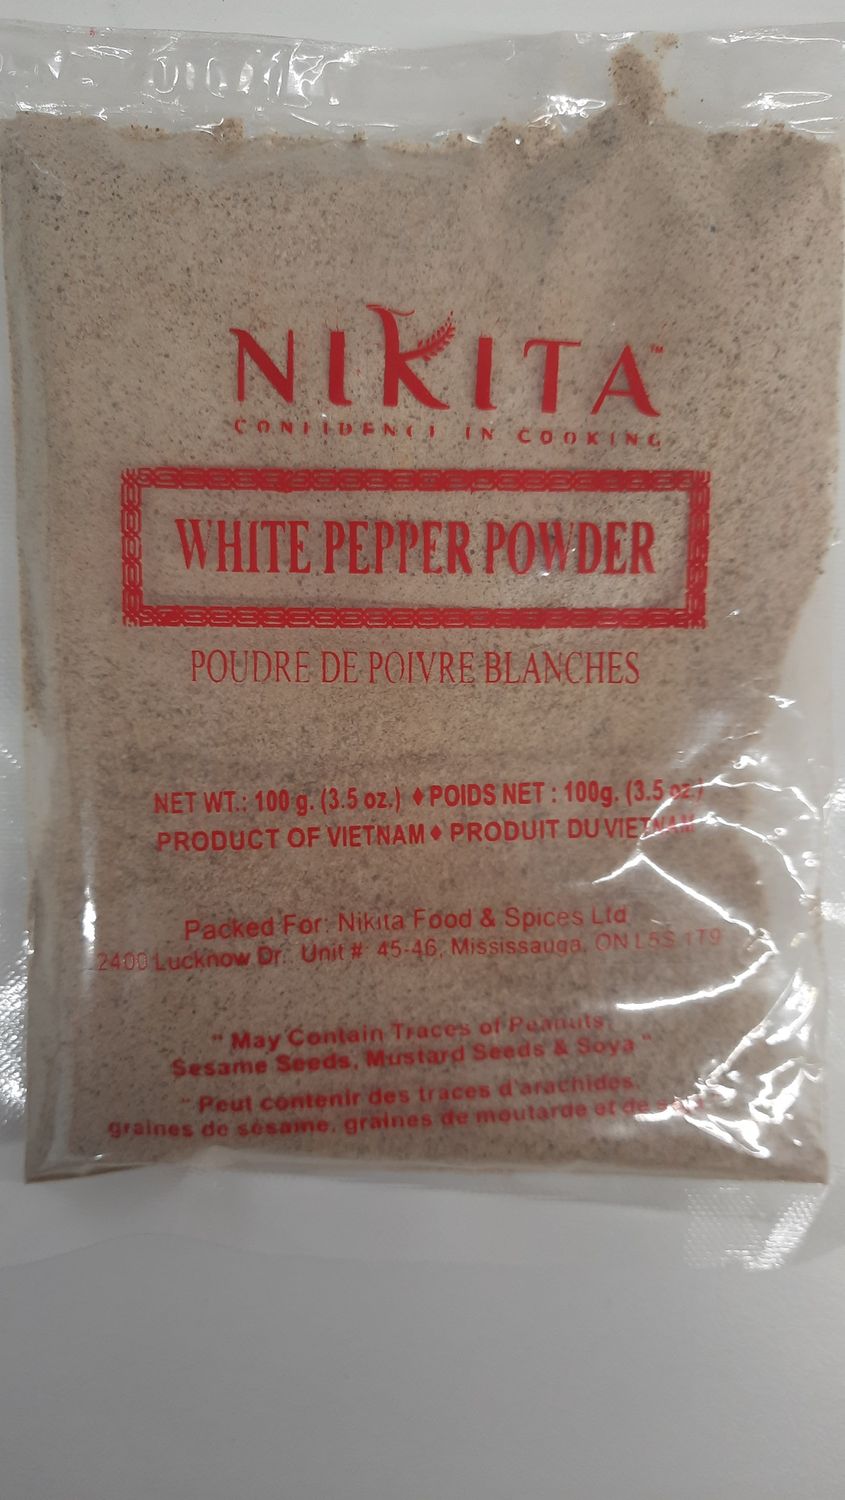 NIKITA™
CONFIDENCE IN COOKING
WHITE PEPPER POWDER
POUDRE DE POIVRE BLANCHES
NET WT.: 100 g. (3.5 oz.) ♦ POIDS NET : 100g. (3.5 oz.)
PRODUCT OF VIETNAM ♦ PRODUIT DU VIETNAM
Packed For: Nikita Food & Spices Ltd.
2400 Lucknow Dr., Unit #: 45-46, Mississauga, ON L5S 1T9
" May Contain Traces of Peanuts,
Sesame Seeds, Mustard Seeds & Soya "
" Peut contenir des traces d'arachides,
graines de sésame, graines de moutarde et de soja "